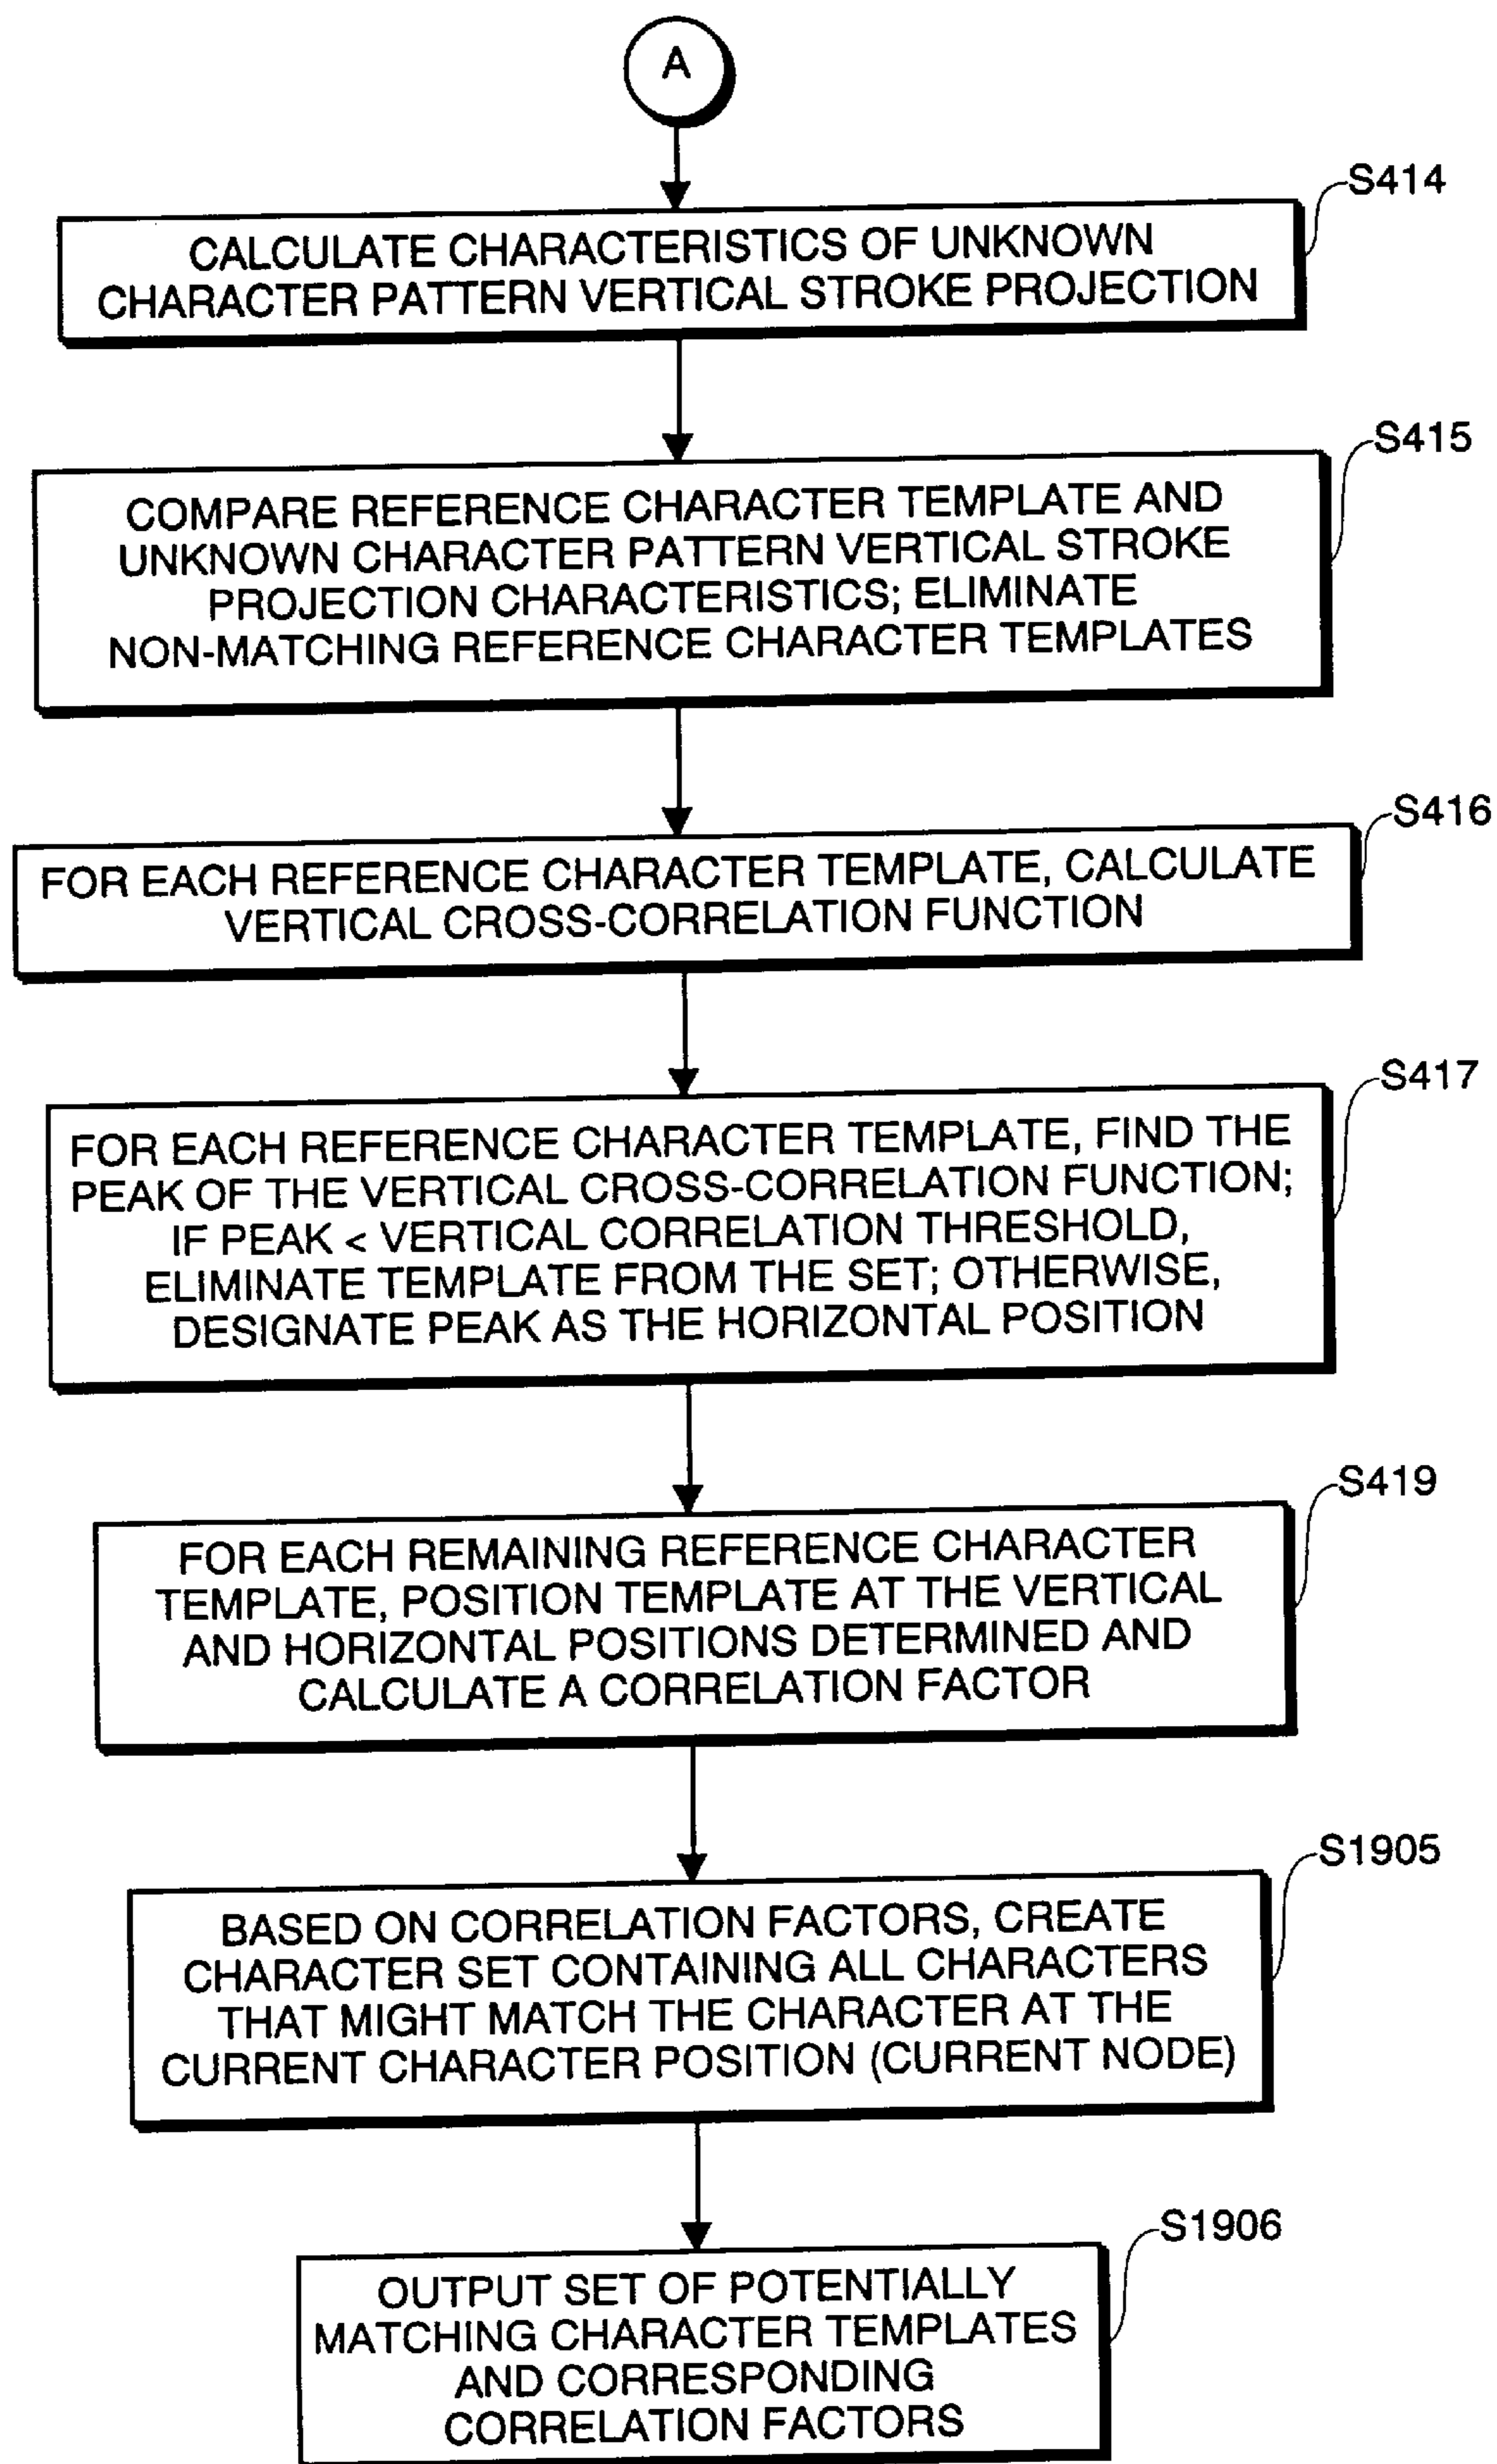 A
S414
CALCULATE CHARACTERISTICS OF UNKNOWN
CHARACTER PATTERN VERTICAL STROKE PROJECTION
S415
COMPARE REFERENCE CHARACTER TEMPLATE AND
UNKNOWN CHARACTER PATTERN VERTICAL STROKE
PROJECTION CHARACTERISTICS; ELIMINATE
NON-MATCHING REFERENCE CHARACTER TEMPLATES
S416
FOR EACH REFERENCE CHARACTER TEMPLATE, CALCULATE
VERTICAL CROSS-CORRELATION FUNCTION
S417
FOR EACH REFERENCE CHARACTER TEMPLATE, FIND THE
PEAK OF THE VERTICAL CROSS-CORRELATION FUNCTION;
IF PEAK < VERTICAL CORRELATION THRESHOLD,
ELIMINATE TEMPLATE FROM THE SET; OTHERWISE,
DESIGNATE PEAK AS THE HORIZONTAL POSITION
S419
FOR EACH REMAINING REFERENCE CHARACTER
TEMPLATE, POSITION TEMPLATE AT THE VERTICAL
AND HORIZONTAL POSITIONS DETERMINED AND
CALCULATE A CORRELATION FACTOR
S1905
BASED ON CORRELATION FACTORS, CREATE
CHARACTER SET CONTAINING ALL CHARACTERS
THAT MIGHT MATCH THE CHARACTER AT THE
CURRENT CHARACTER POSITION (CURRENT NODE)
S1906
OUTPUT SET OF POTENTIALLY
MATCHING CHARACTER TEMPLATES
AND CORRESPONDING
CORRELATION FACTORS